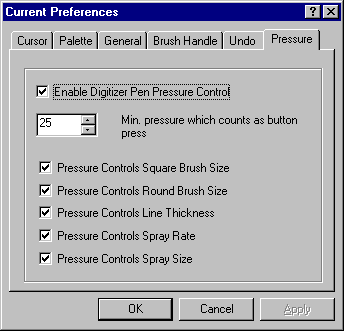 Current Preferences
Cursor Palette General Brush Handle Undo Pressure
Enable Digitizer Pen Pressure Control
25 Min. pressure which counts as button
press
Pressure Controls Square Brush Size
Pressure Controls Round Brush Size
Pressure Controls Line Thickness
Pressure Controls Spray Rate
Pressure Controls Spray Size
OK Cancel Apply